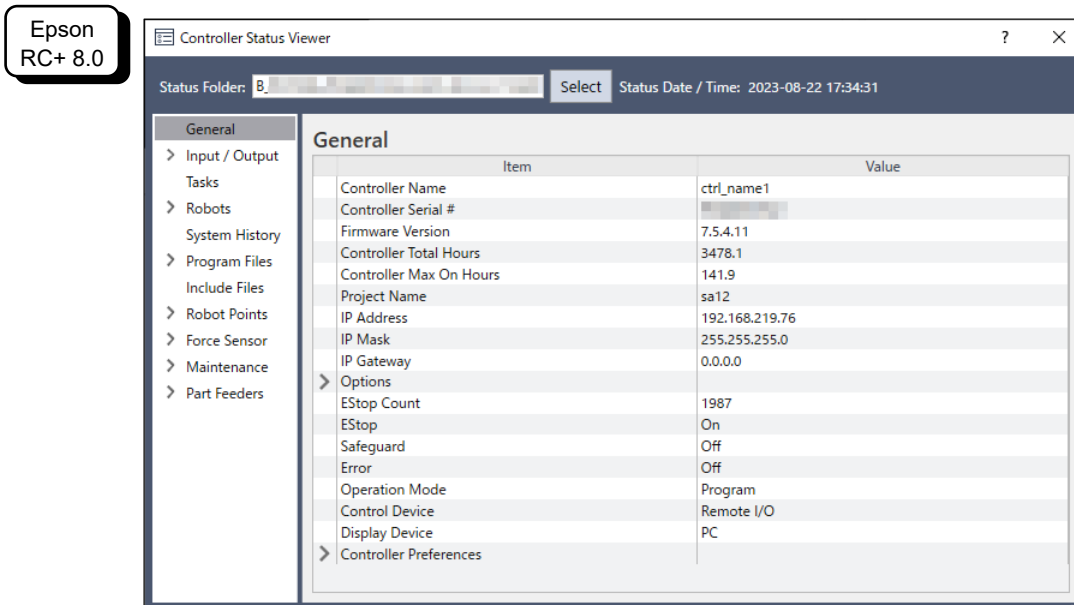 Epson
RC+ 8.0
Controller Status Viewer ? ×
Status Folder: B_ Select Status Date / Time: 2023-08-22 17:34:31
General
Input / Output
Tasks
Robots
System History
Program Files
Include Files
Robot Points
Force Sensor
Maintenance
Part Feeders
General
Item Value
Controller Name ctrl_name1
Controller Serial #
Firmware Version 7.5.4.11
Controller Total Hours 3478.1
Controller Max On Hours 141.9
Project Name sa12
IP Address 192.168.219.76
IP Mask 255.255.255.0
IP Gateway 0.0.0.0
Options
EStop Count 1987
EStop On
Safeguard Off
Error Off
Operation Mode Program
Control Device Remote I/O
Display Device PC
Controller Preferences